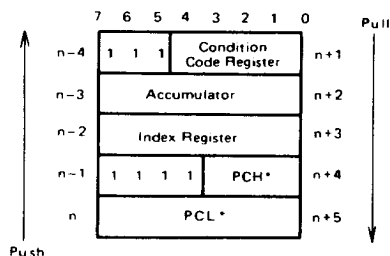 7 6 5 4 3 2 1 0 Pull
n-4 1 1 1 Condition Code Register n+1
n-3 Accumulator n+2
n-2 Index Register n+3
n-1 1 1 1 1 PCH* n+4
n PCL* n+5
Push